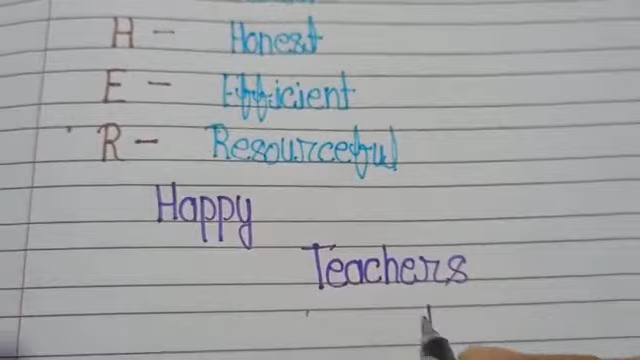 H - Honest
E - Efficient
R - Resourceful
Happy
Teachers